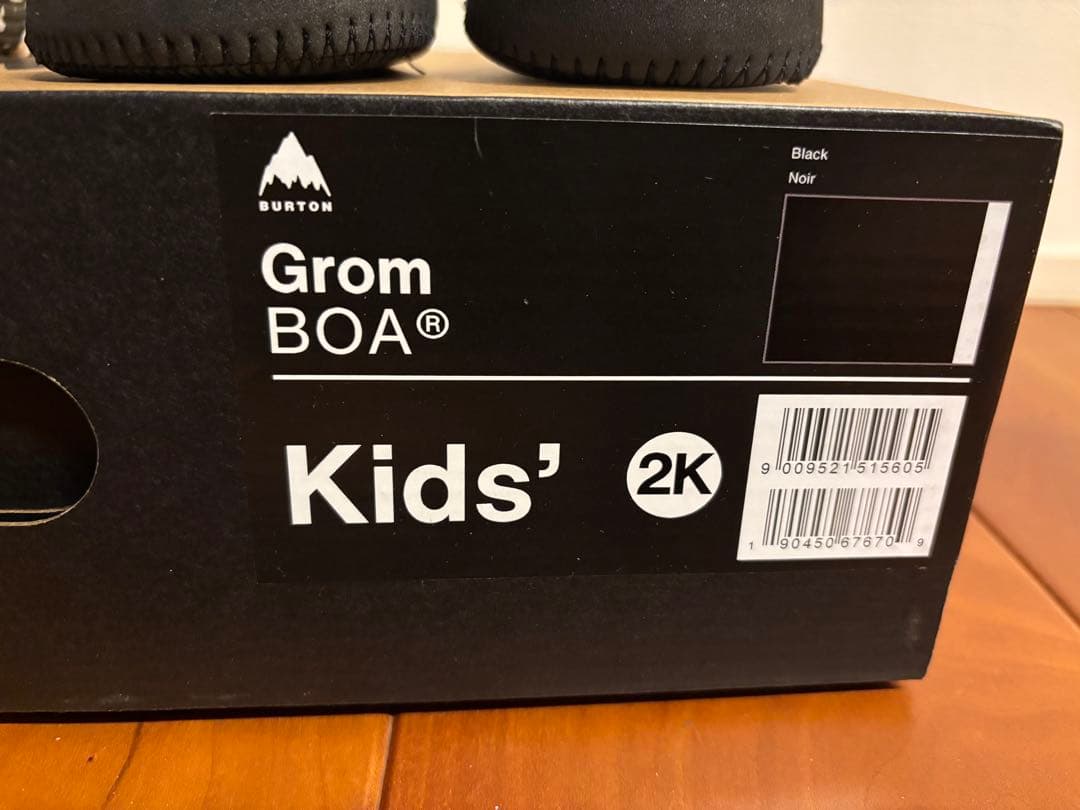 BURTON
Grom
BOA®
Black
Noir
Kids’
2K
9 009521 515605
1 90450 67670 9